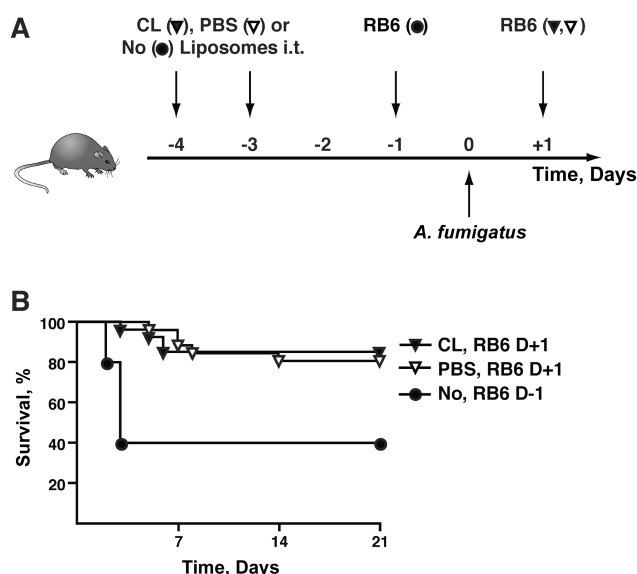 A
CL (▼), PBS (▽) or
No (●) Liposomes i.t.
RB6 (●)
RB6 (▼,▽)
-4 -3 -2 -1 0 +1
Time, Days
A. fumigatus
B
Survival, %
100
80
60
40
20
7 14 21
Time, Days
CL, RB6 D+1
PBS, RB6 D+1
No, RB6 D-1